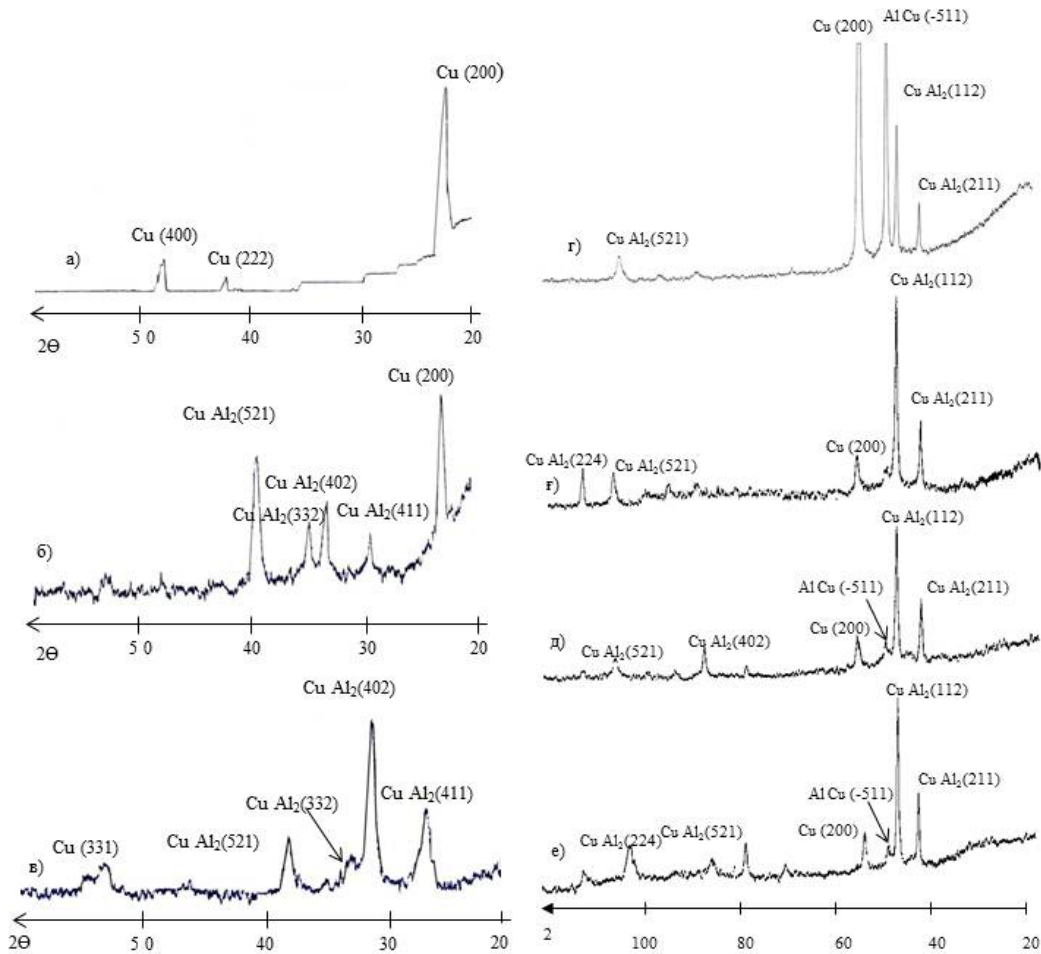 Cu (200)
Cu (400)
Cu (222)
а)
5 0 40 30 20
2Θ
Cu (200)
Cu Al₂(521)
Cu Al₂(402)
Cu Al₂(332)
Cu Al₂(411)
б)
5 0 40 30 20
2Θ
Cu Al₂(402)
Cu Al₂(332)
Cu Al₂(411)
Cu (331)
Cu Al₂(521)
в)
2Θ 5 0 40 30 20
Cu (200)
Al Cu (-511)
Cu Al₂(112)
Cu Al₂(211)
Cu Al₂(521)
г)
Cu Al₂(112)
Cu Al₂(211)
Cu (200)
Cu Al₂(224)
Cu Al₂(521)
ғ)
Cu Al₂(112)
Al Cu (-511)
Cu Al₂(211)
Cu (200)
Cu Al₂(402)
Cu Al₂(521)
д)
Cu Al₂(112)
Cu Al₂(211)
Al Cu (-511)
Cu (200)
Cu Al₂(521)
Cu Al₂(224)
е)
2 100 80 60 40 20